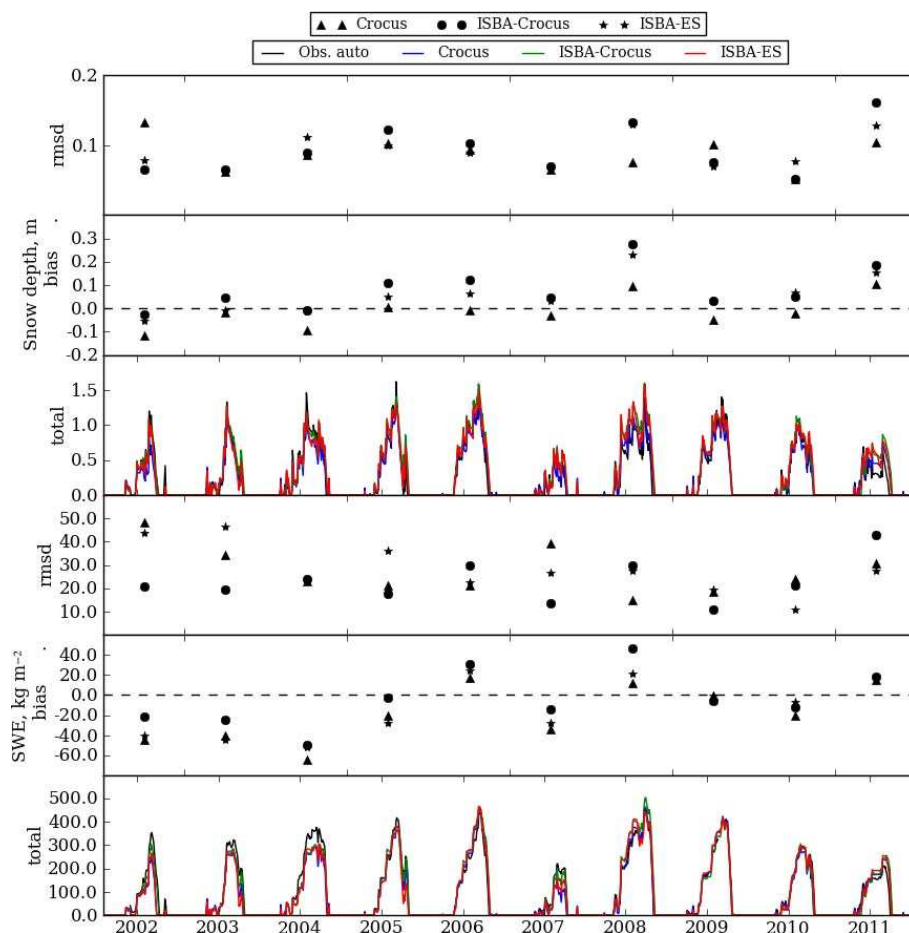 Crocus ISBA-Crocus ISBA-ES
Obs. auto Crocus ISBA-Crocus ISBA-ES
0.2
0.1
rmsd
0.3
0.2
0.1
0.0
-0.1
-0.2
Snow depth, m
bias .
1.5
1.0
0.5
0.0
total
50.0
40.0
30.0
20.0
10.0
rmsd
40.0
20.0
0.0
-20.0
-40.0
-60.0
SWE, kg m⁻²
bias .
500.0
400.0
300.0
200.0
100.0
0.0
total
2002 2003 2004 2005 2006 2007 2008 2009 2010 2011